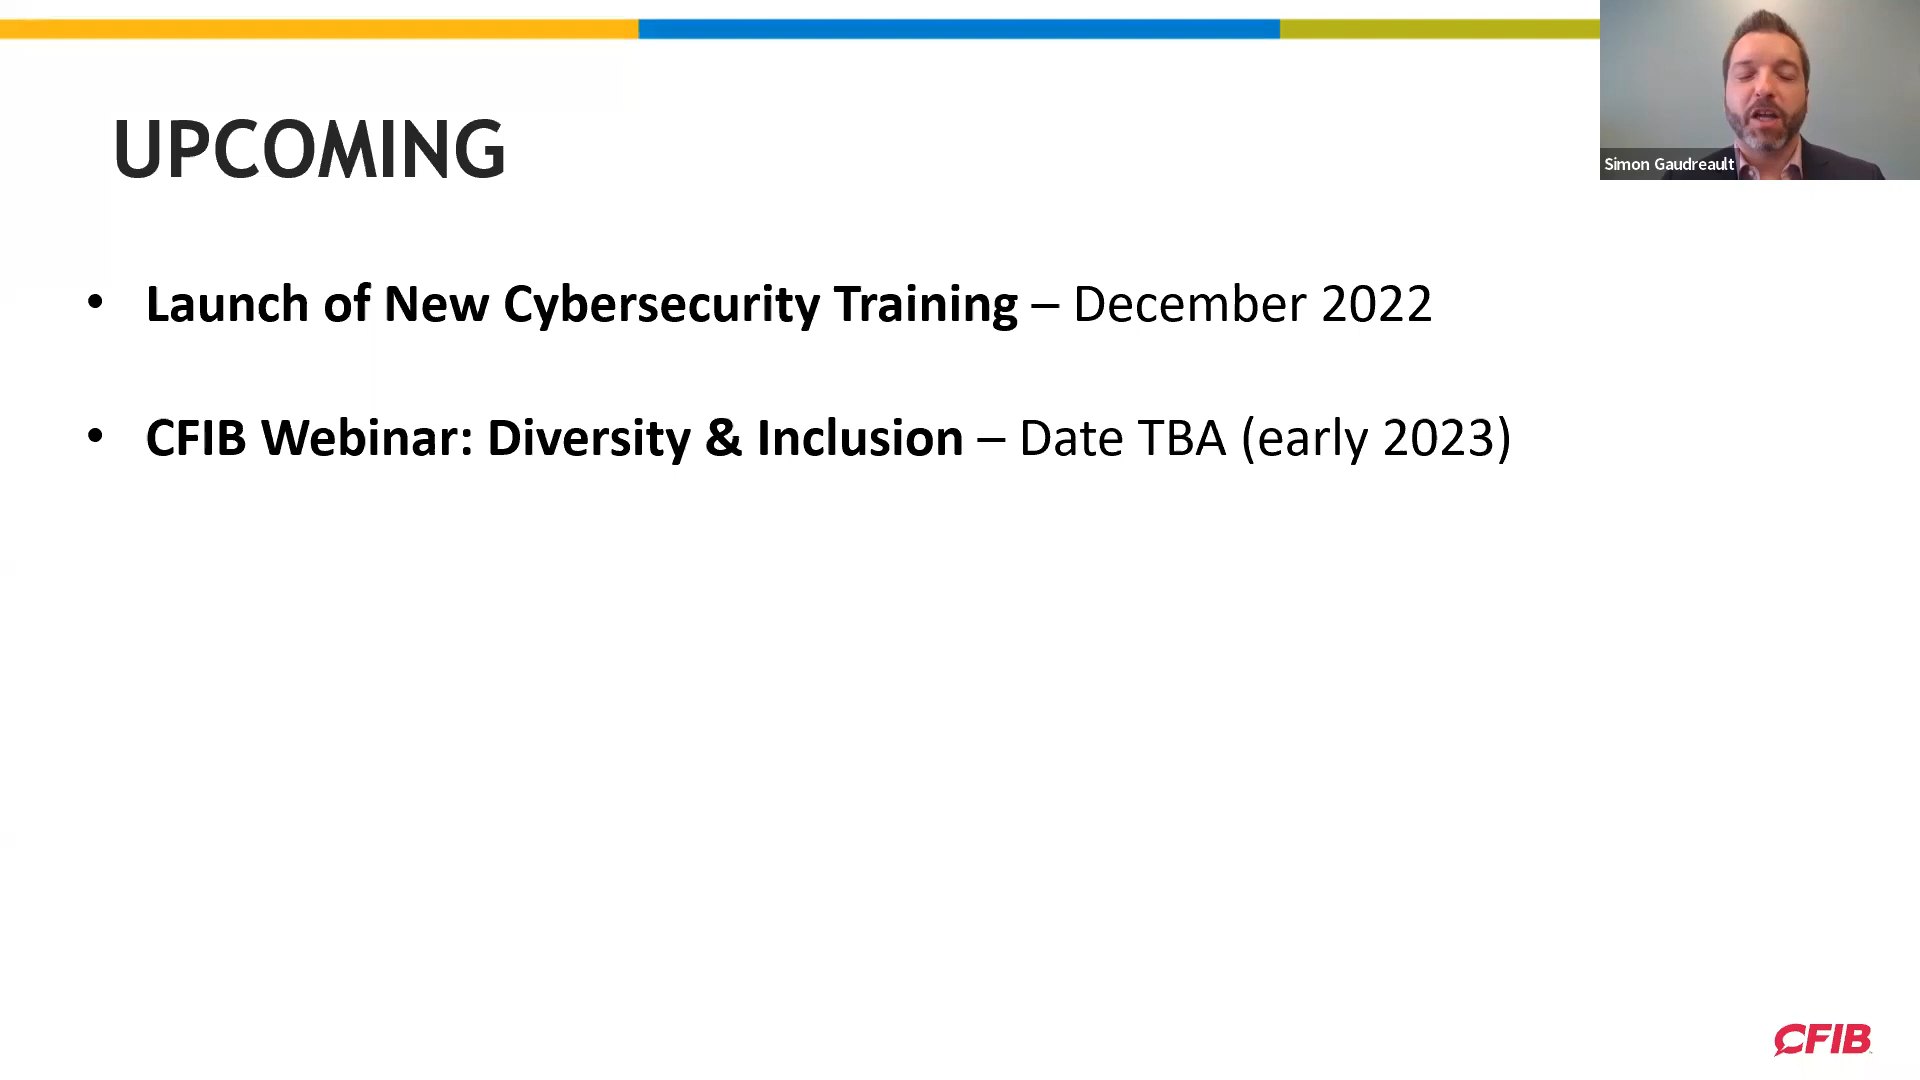 UPCOMING
Simon Gaudreault
• Launch of New Cybersecurity Training – December 2022
• CFIB Webinar: Diversity & Inclusion – Date TBA (early 2023)
CFIB